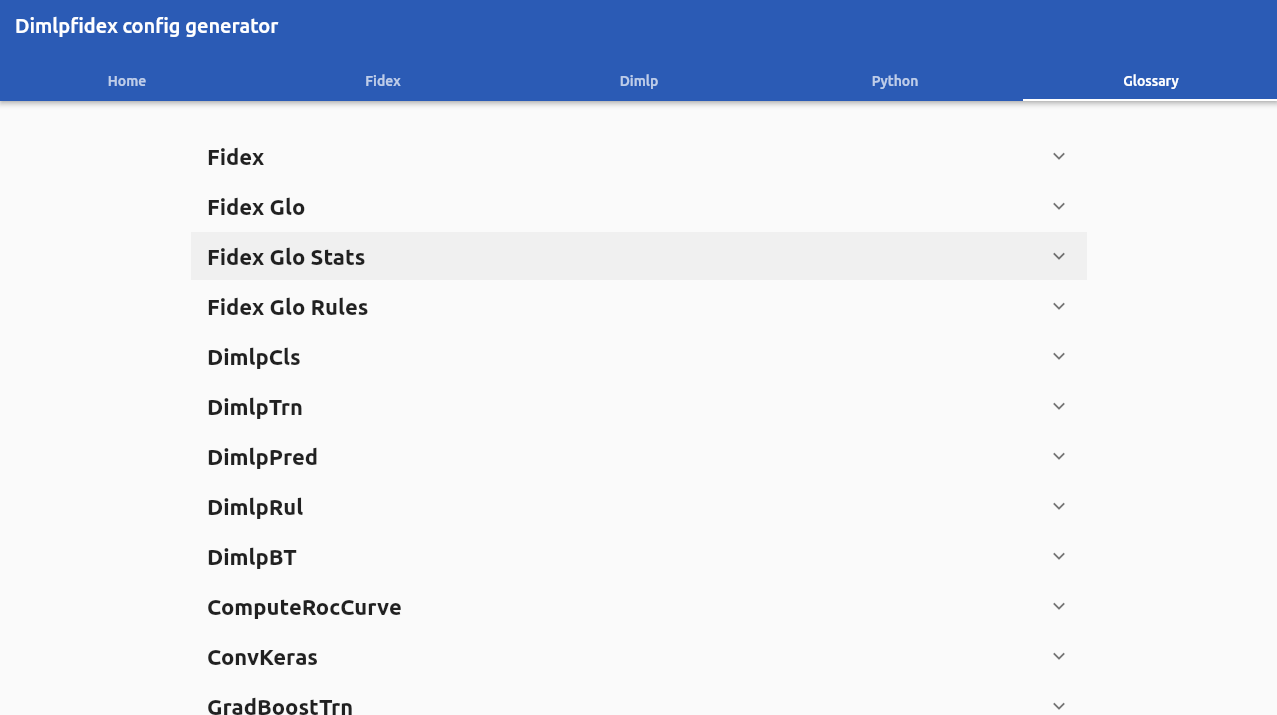 Dimlpfidex config generator
Home Fidex Dimlp Python Glossary
Fidex
Fidex Glo
Fidex Glo Stats
Fidex Glo Rules
DimlpCls
DimlpTrn
DimlpPred
DimlpRul
DimlpBT
ComputeRocCurve
ConvKeras
GradBoostTrn